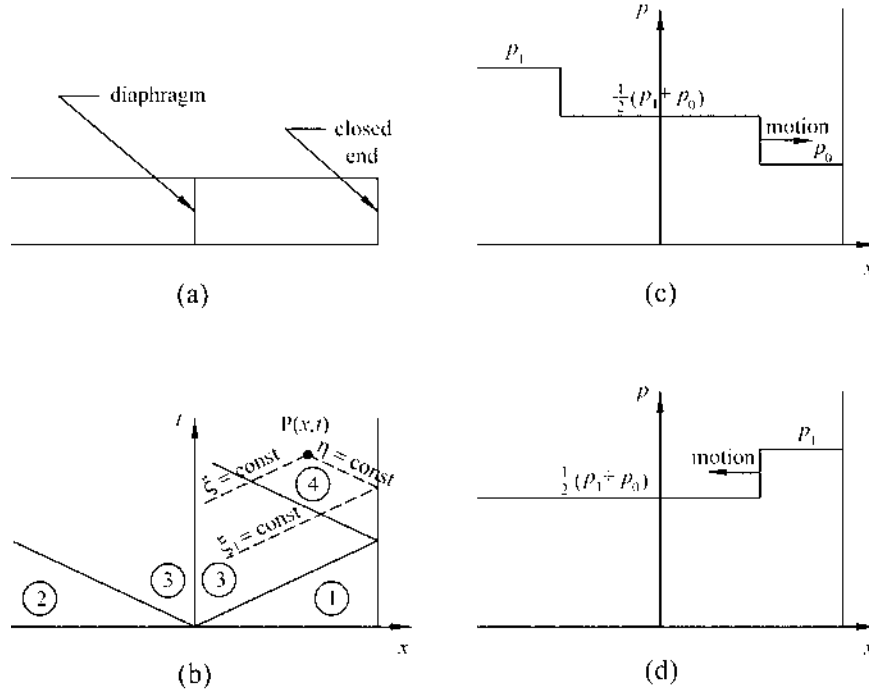 diaphragm
closed
end
(a)
p
p₁
½(p₁ + p₀)
motion
p₀
x
(c)
t
P(x,t)
ξ = const
η = const
4
ξ₁ = const
3
3
2
1
x
(b)
p
p₁
motion
½(p₁ + p₀)
x
(d)